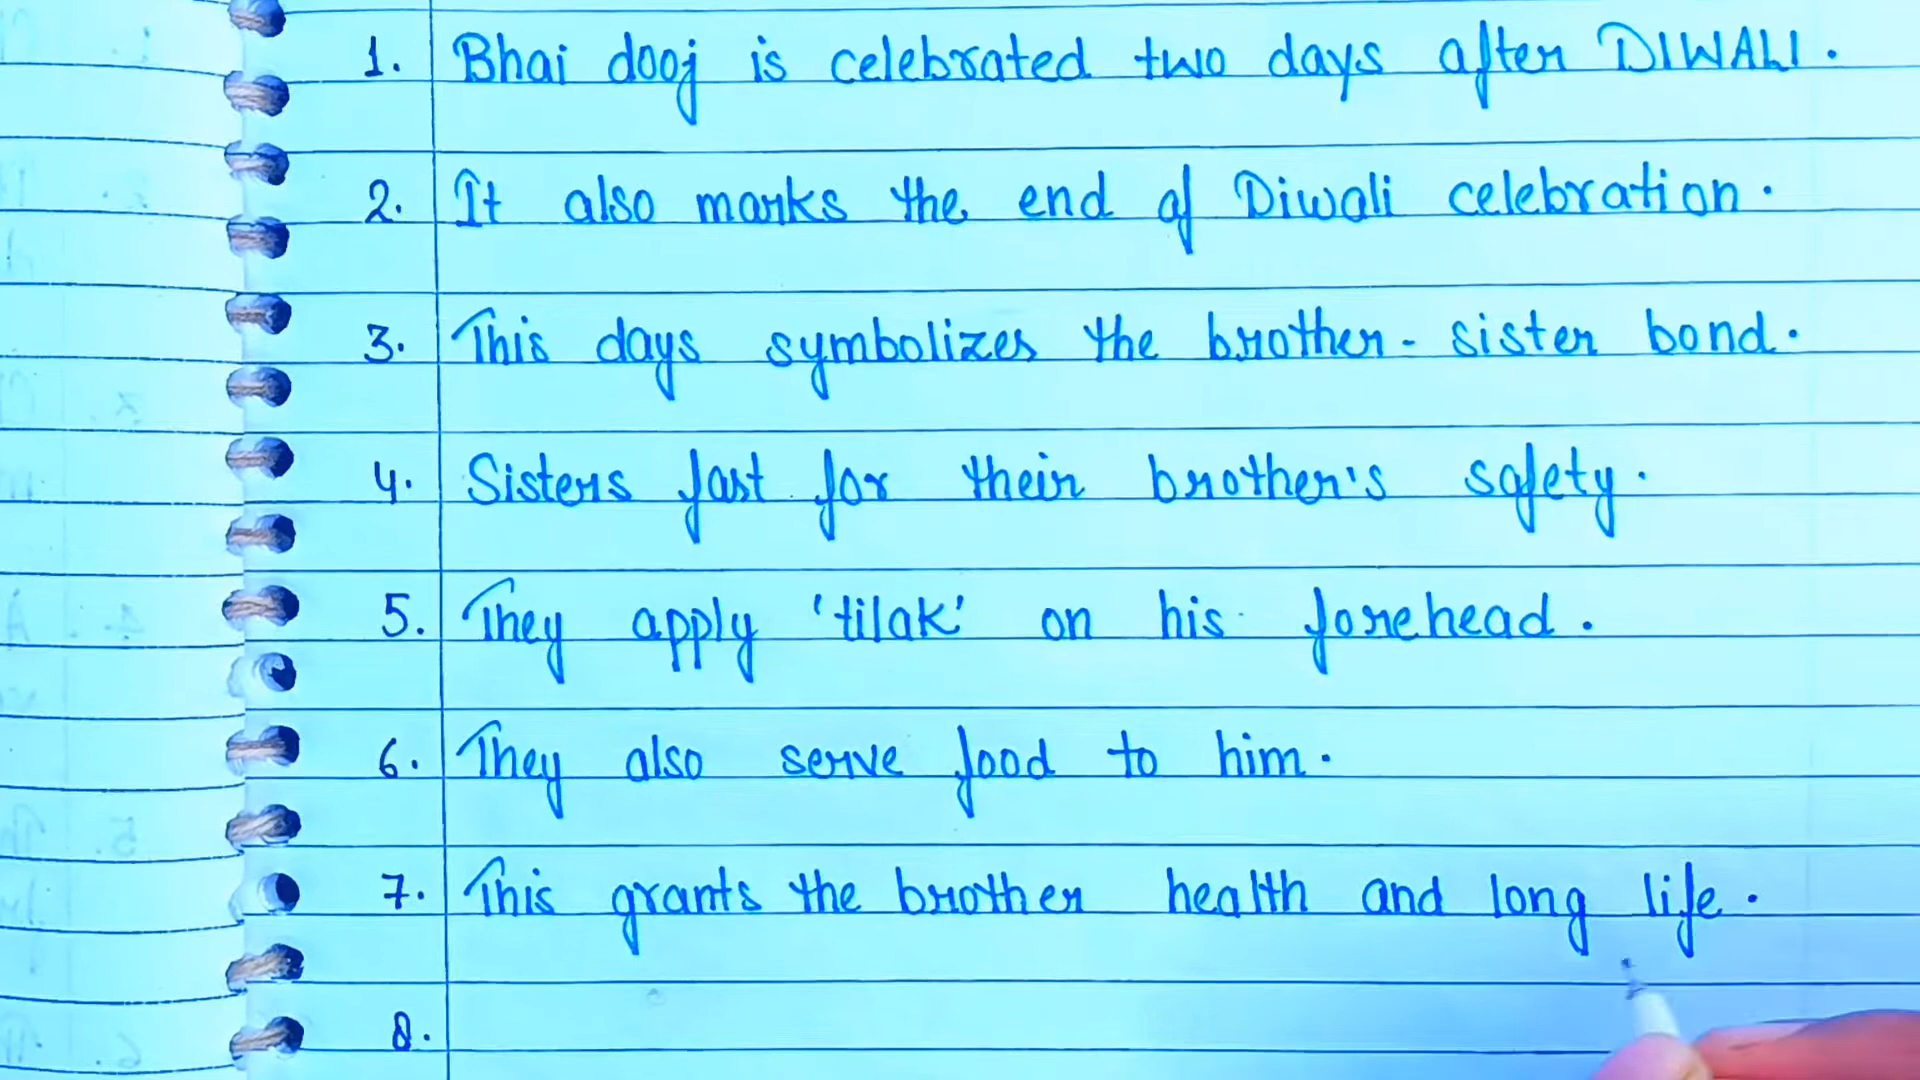 1. Bhai dooj is celebrated two days after DIWALI.
2. It also marks the end of Diwali celebration.
3. This days symbolizes the brother-sister bond.
4. Sisters fast for their brother's safety.
5. They apply 'tilak' on his forehead.
6. They also serve food to him.
7. This grants the brother health and long life.
8.